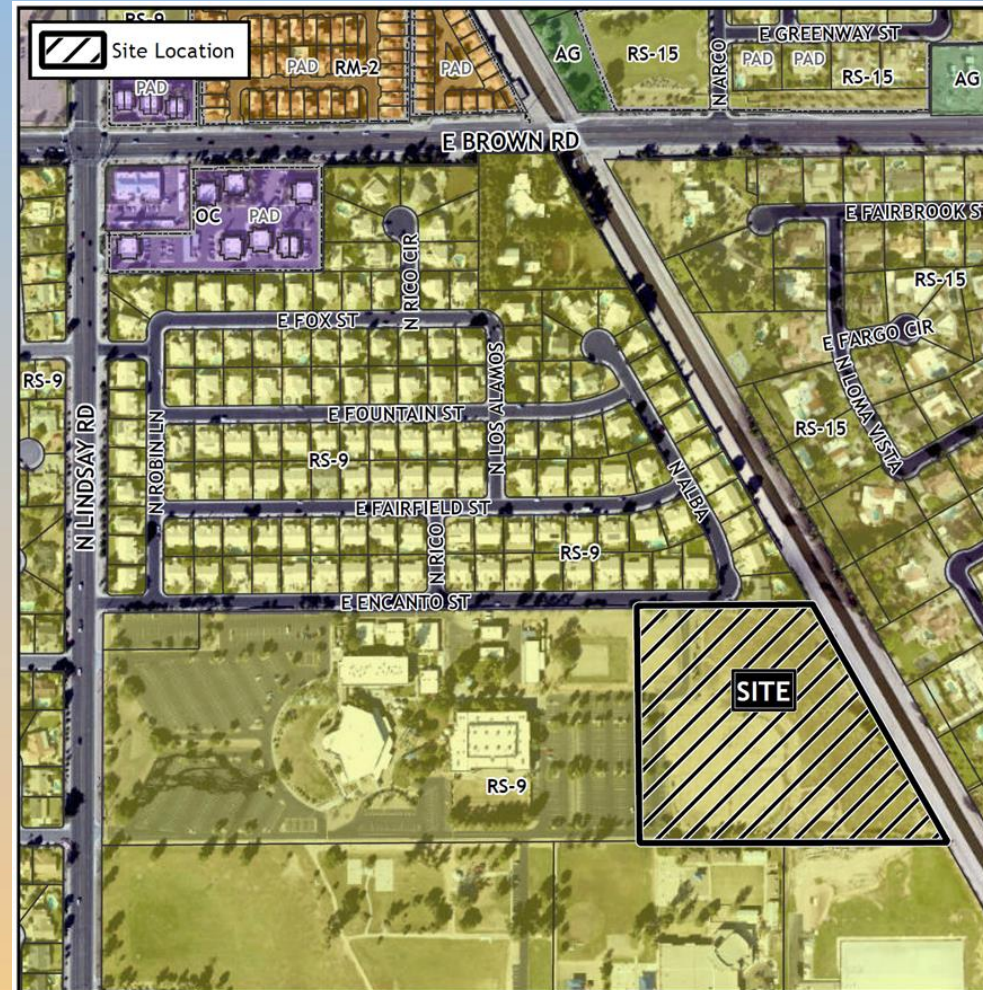 RS-9
Site Location
PAD
PAD
RM-2
PAD
AG
RS-15
N ARCO
E GREENWAY ST
PAD
PAD
RS-15
AG
E BROWN RD
OC
PAD
N RICO CIR
E FAIRBROOK ST
RS-15
E FOX ST
E FARGO CIR
RS-9
N LINDSAY RD
N ROBIN LN
E FOUNTAIN ST
N LOS ALAMOS
N LOMA VISTA
RS-15
RS-9
N ALBA
E FAIRFIELD ST
N RICO
RS-9
E ENCANTO ST
SITE
RS-9